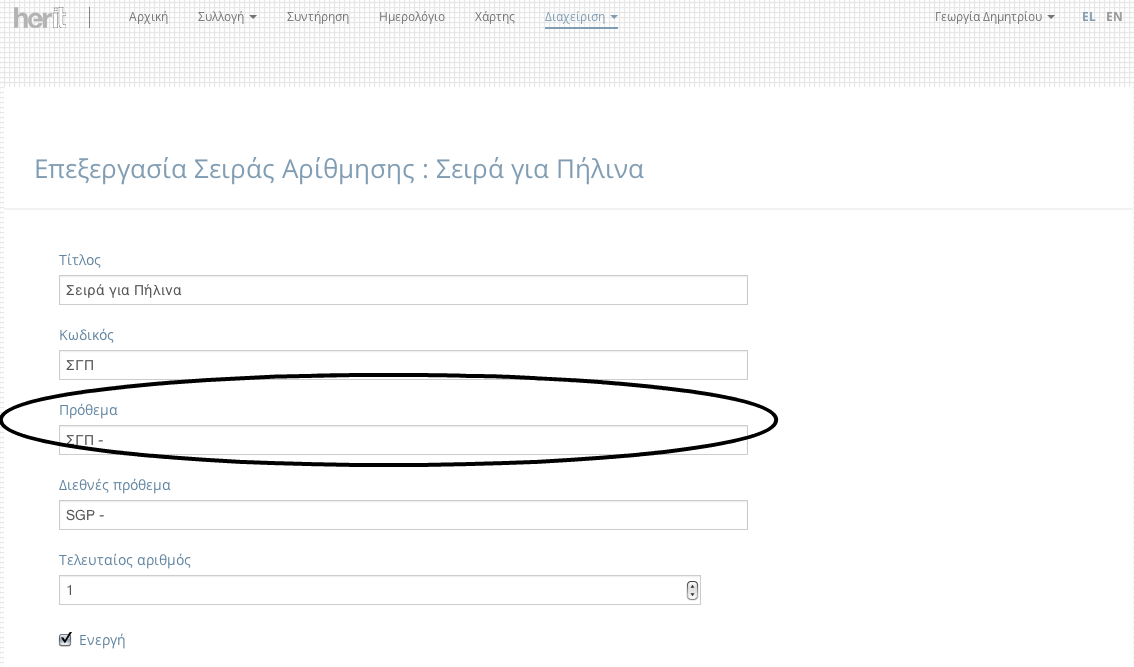 herit Αρχική Συλλογή Συντήρηση Ημερολόγιο Χάρτης Διαχείριση Γεωργία Δημητρίου EL EN
Επεξεργασία Σειράς Αρίθμησης : Σειρά για Πήλινα
Τίτλος
Σειρά για Πήλινα
Κωδικός
ΣΓΠ
Πρόθεμα
ΣΓΠ -
Διεθνές πρόθεμα
SGP -
Τελευταίος αριθμός
1
Ενεργή